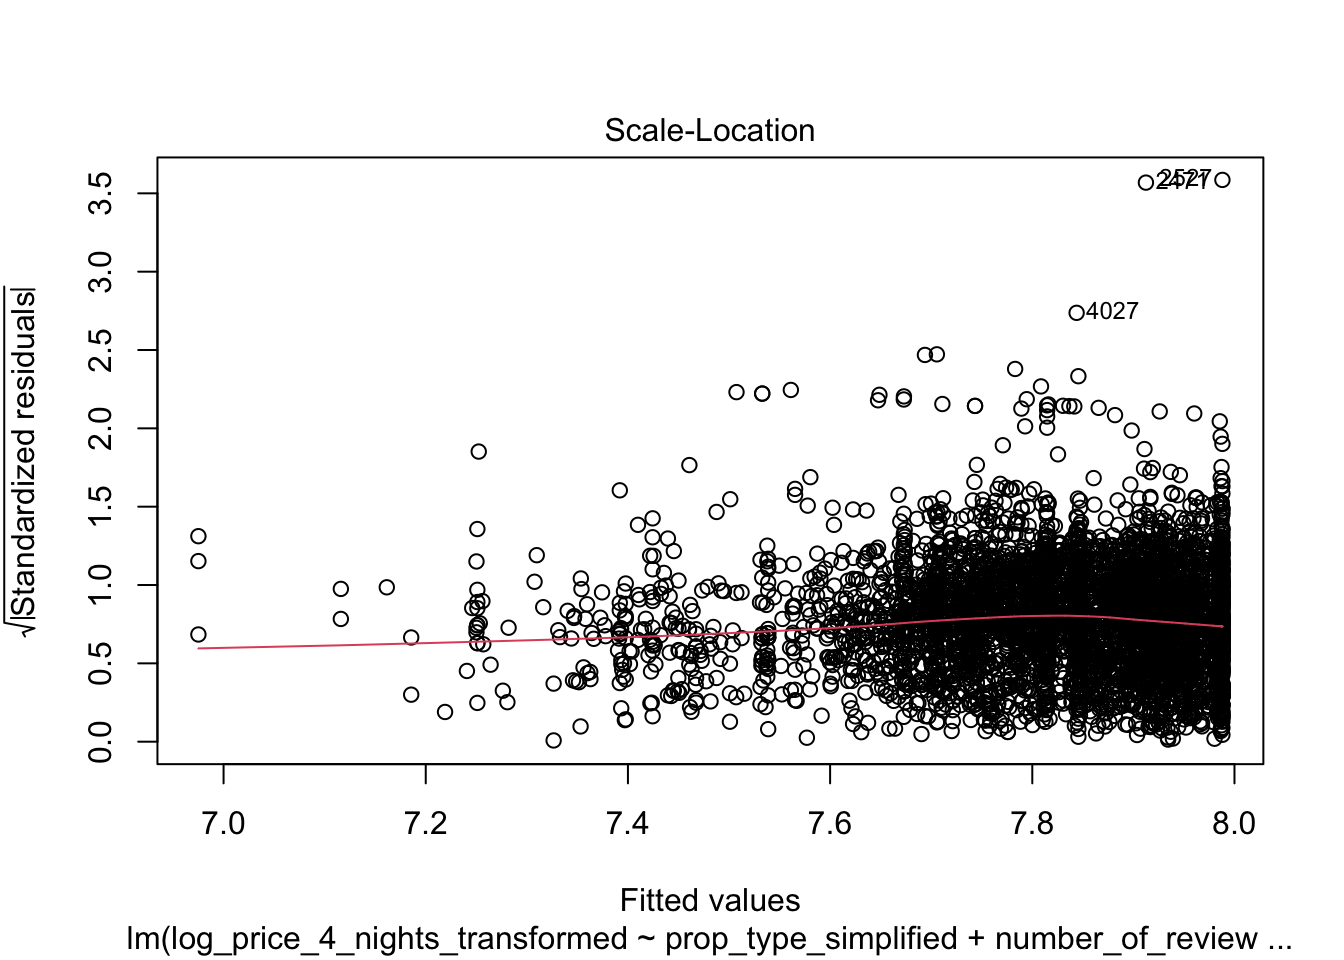 Scale-Location
√|Standardized residuals|
3.5
3.0
2.5
2.0
1.5
1.0
0.5
0.0
2471
2527
4027
7.0 7.2 7.4 7.6 7.8 8.0
Fitted values
lm(log_price_4_nights_transformed ~ prop_type_simplified + number_of_review ...